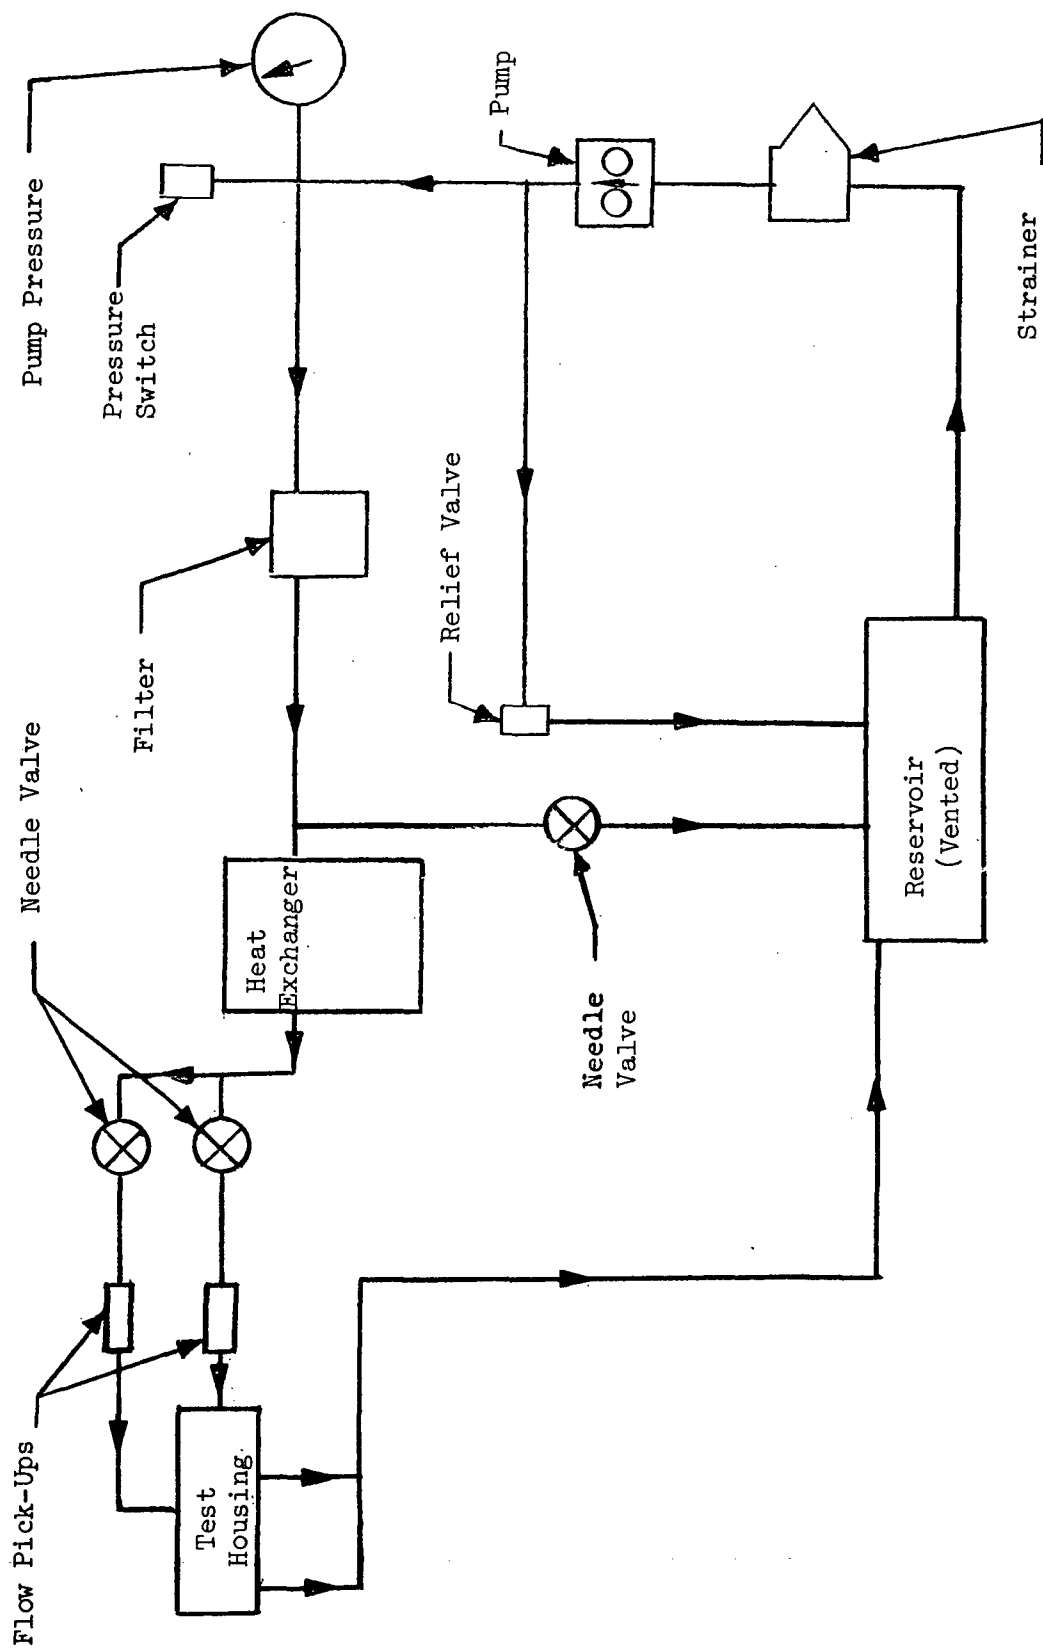 Flow Pick-Ups
Needle Valve
Filter
Pump Pressure
Pressure
Switch
Test
Housing
Heat
Exchanger
Relief Valve
Pump
Needle
Valve
Reservoir
(Vented)
Strainer